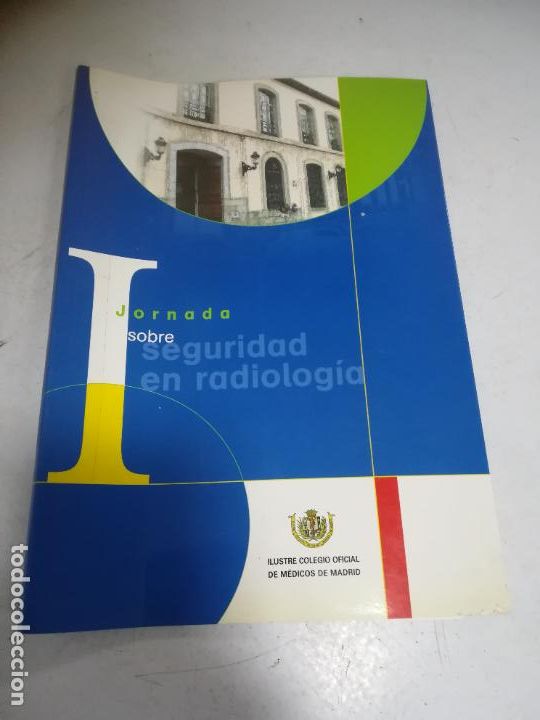 I
Jornada
sobre
seguridad
en radiología
ILUSTRE COLEGIO OFICIAL
DE MÉDICOS DE MADRID
todocoleccion